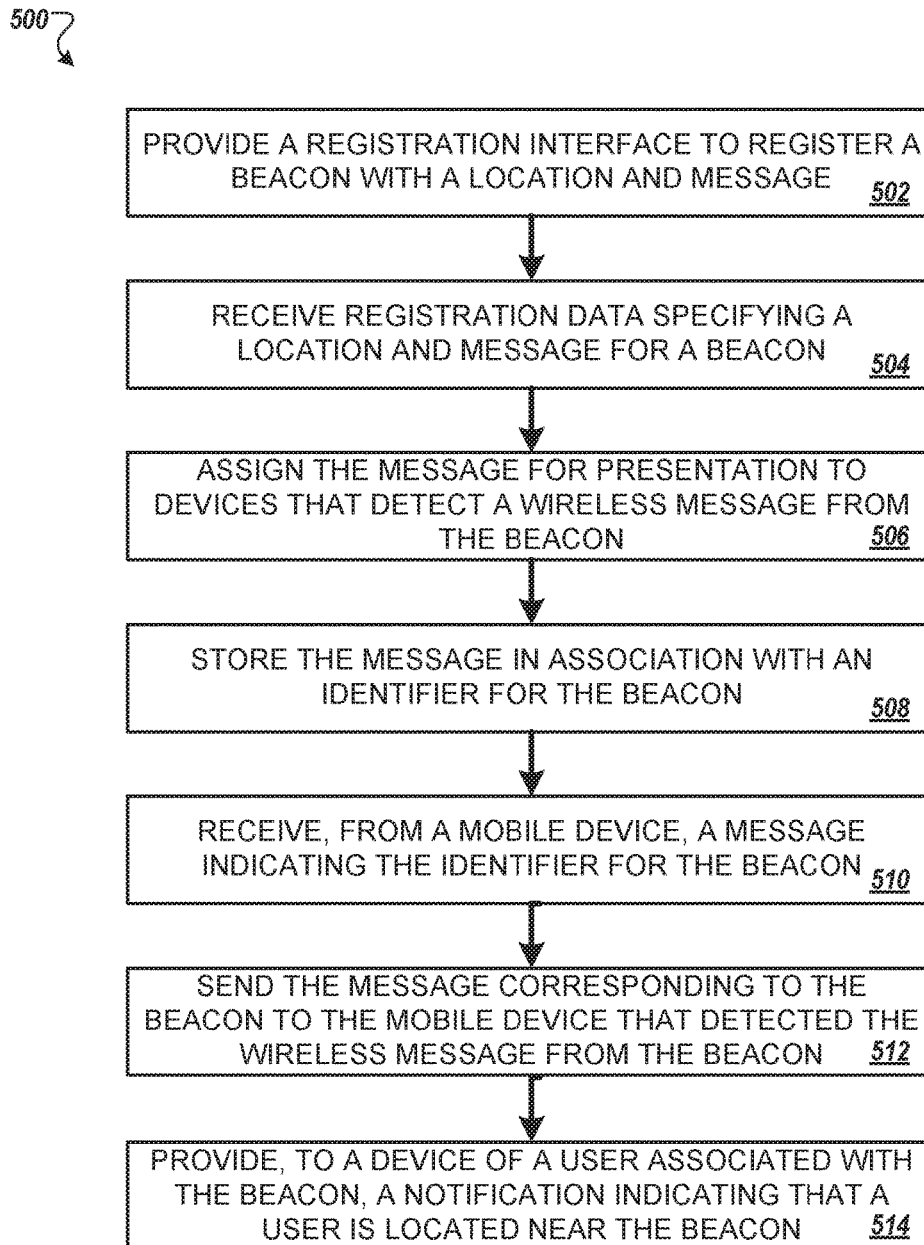 500
PROVIDE A REGISTRATION INTERFACE TO REGISTER A
BEACON WITH A LOCATION AND MESSAGE
502
RECEIVE REGISTRATION DATA SPECIFYING A
LOCATION AND MESSAGE FOR A BEACON
504
ASSIGN THE MESSAGE FOR PRESENTATION TO
DEVICES THAT DETECT A WIRELESS MESSAGE FROM
THE BEACON 506
STORE THE MESSAGE IN ASSOCIATION WITH AN
IDENTIFIER FOR THE BEACON
508
RECEIVE, FROM A MOBILE DEVICE, A MESSAGE
INDICATING THE IDENTIFIER FOR THE BEACON 510
SEND THE MESSAGE CORRESPONDING TO THE
BEACON TO THE MOBILE DEVICE THAT DETECTED THE
WIRELESS MESSAGE FROM THE BEACON 512
PROVIDE, TO A DEVICE OF A USER ASSOCIATED WITH
THE BEACON, A NOTIFICATION INDICATING THAT A
USER IS LOCATED NEAR THE BEACON 514